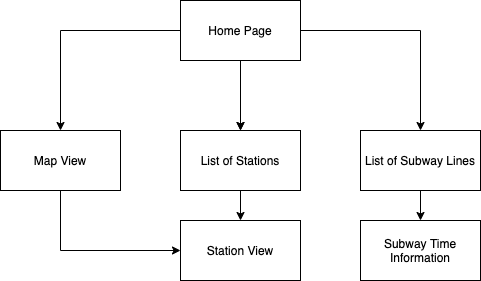 Home Page
Map View
List of Stations
List of Subway Lines
Station View
Subway Time
Information